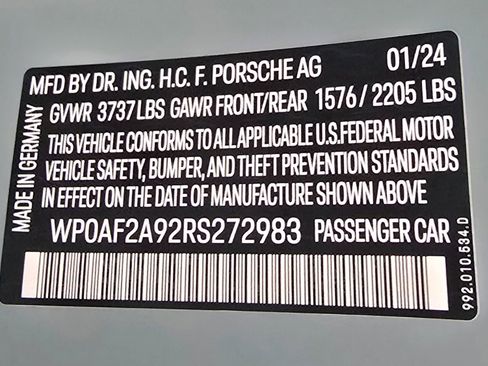 MFD BY DR. ING. H.C. F. PORSCHE AG 01/24
GVWR 3737 LBS GAWR FRONT/REAR 1576 / 2205 LBS
THIS VEHICLE CONFORMS TO ALL APPLICABLE U.S.FEDERAL MOTOR
VEHICLE SAFETY, BUMPER, AND THEFT PREVENTION STANDARDS
IN EFFECT ON THE DATE OF MANUFACTURE SHOWN ABOVE
WP0AF2A92RS272983 PASSENGER CAR
MADE IN GERMANY
992.010.534.D